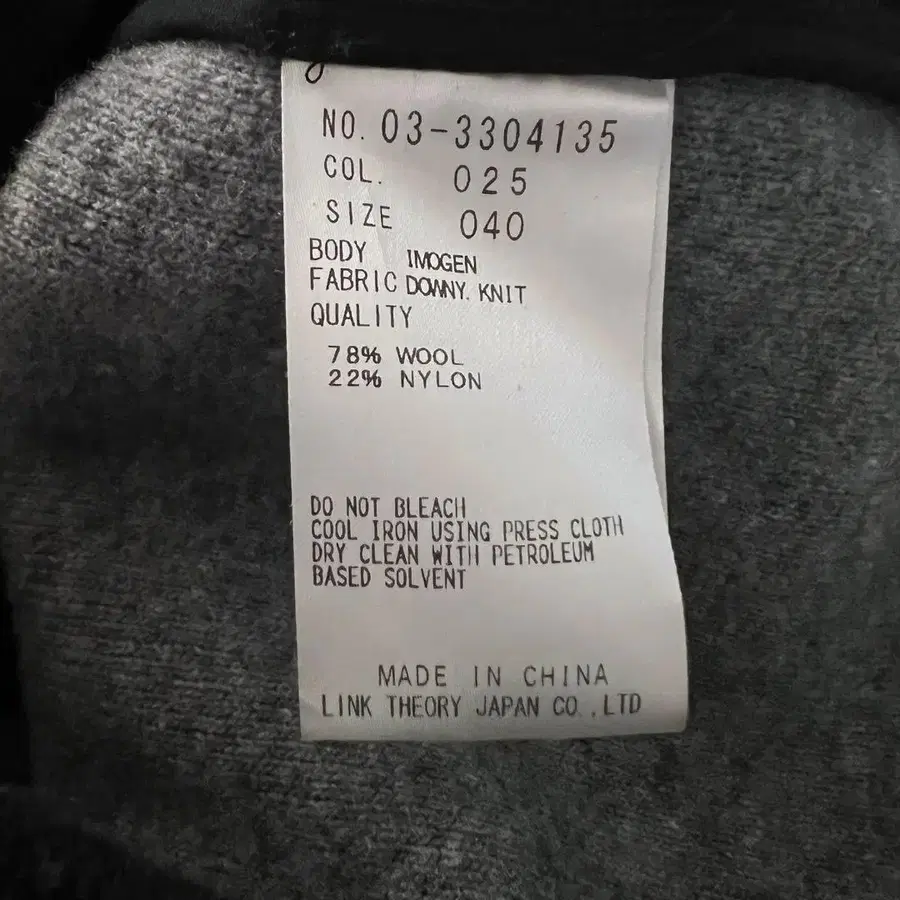 NO. 03-3304135
COL. 025
SIZE 040
BODY IMOGEN
FABRIC DOWNY. KNIT
QUALITY
78% WOOL
22% NYLON
DO NOT BLEACH
COOL IRON USING PRESS CLOTH
DRY CLEAN WITH PETROLEUM
BASED SOLVENT
MADE IN CHINA
LINK THEORY JAPAN CO.,LTD